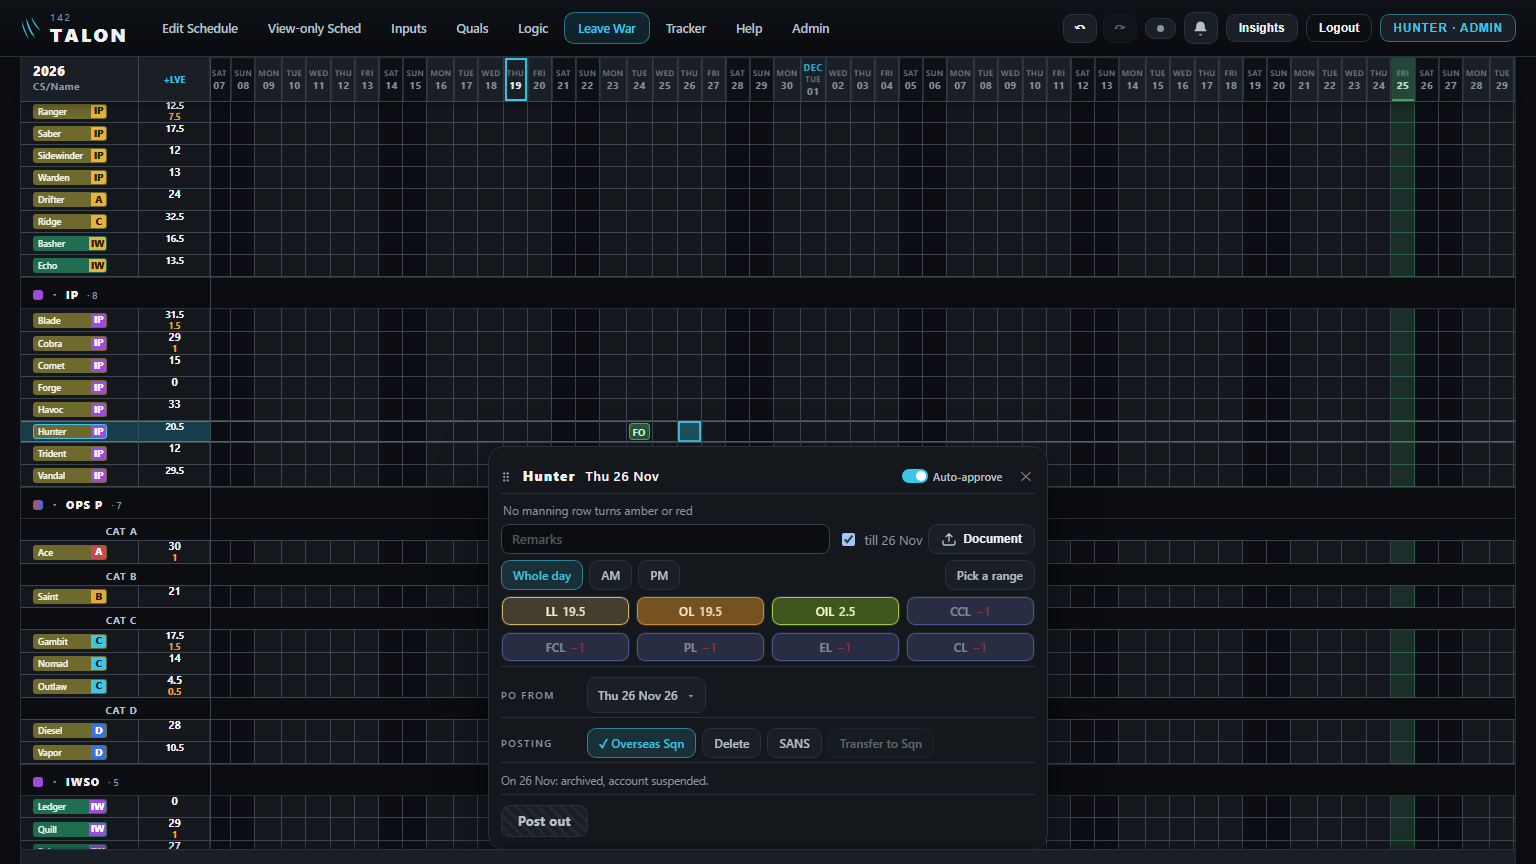 142
TALON
Edit Schedule
View-only Sched
Inputs
Quals
Logic
Leave War
Tracker
Help
Admin
Insights
Logout
HUNTER · ADMIN
2026
CS/Name
+LVE
SAT 07
SUN 08
MON 09
TUE 10
WED 11
THU 12
FRI 13
SAT 14
SUN 15
MON 16
TUE 17
WED 18
THU 19
FRI 20
SAT 21
SUN 22
MON 23
TUE 24
WED 25
THU 26
FRI 27
SAT 28
SUN 29
MON 30
DEC TUE 01
WED 02
THU 03
FRI 04
SAT 05
SUN 06
MON 07
TUE 08
WED 09
THU 10
FRI 11
SAT 12
SUN 13
MON 14
TUE 15
WED 16
THU 17
FRI 18
SAT 19
SUN 20
MON 21
TUE 22
WED 23
THU 24
FRI 25
SAT 26
SUN 27
MON 28
TUE 29
Ranger IP 12.5 7.5
Saber IP 17.5
Sidewinder IP 12
Warden IP 13
Drifter A 24
Ridge C 32.5
Basher IW 16.5
Echo IW 13.5
· IP · 8
Blade IP 31.5 1.5
Cobra IP 29 1
Comet IP 15
Forge IP 0
Havoc IP 33
Hunter IP 20.5 FO
Trident IP 12
Vandal IP 29.5
· OPS P · 7
CAT A
Ace A 30 1
CAT B
Saint B 21
CAT C
Gambit C 17.5 1.5
Nomad C 14
Outlaw C 4.5 0.5
CAT D
Diesel D 28
Vapor D 10.5
· IWSO · 5
Ledger IW 0
Quill IW 29 1
27
Hunter Thu 26 Nov
Auto-approve
No manning row turns amber or red
Remarks
till 26 Nov
Document
Whole day
AM
PM
Pick a range
LL 19.5
OL 19.5
OIL 2.5
CCL −1
FCL −1
PL −1
EL −1
CL −1
PO FROM
Thu 26 Nov 26
POSTING
✓ Overseas Sqn
Delete
SANS
Transfer to Sqn
On 26 Nov: archived, account suspended.
Post out